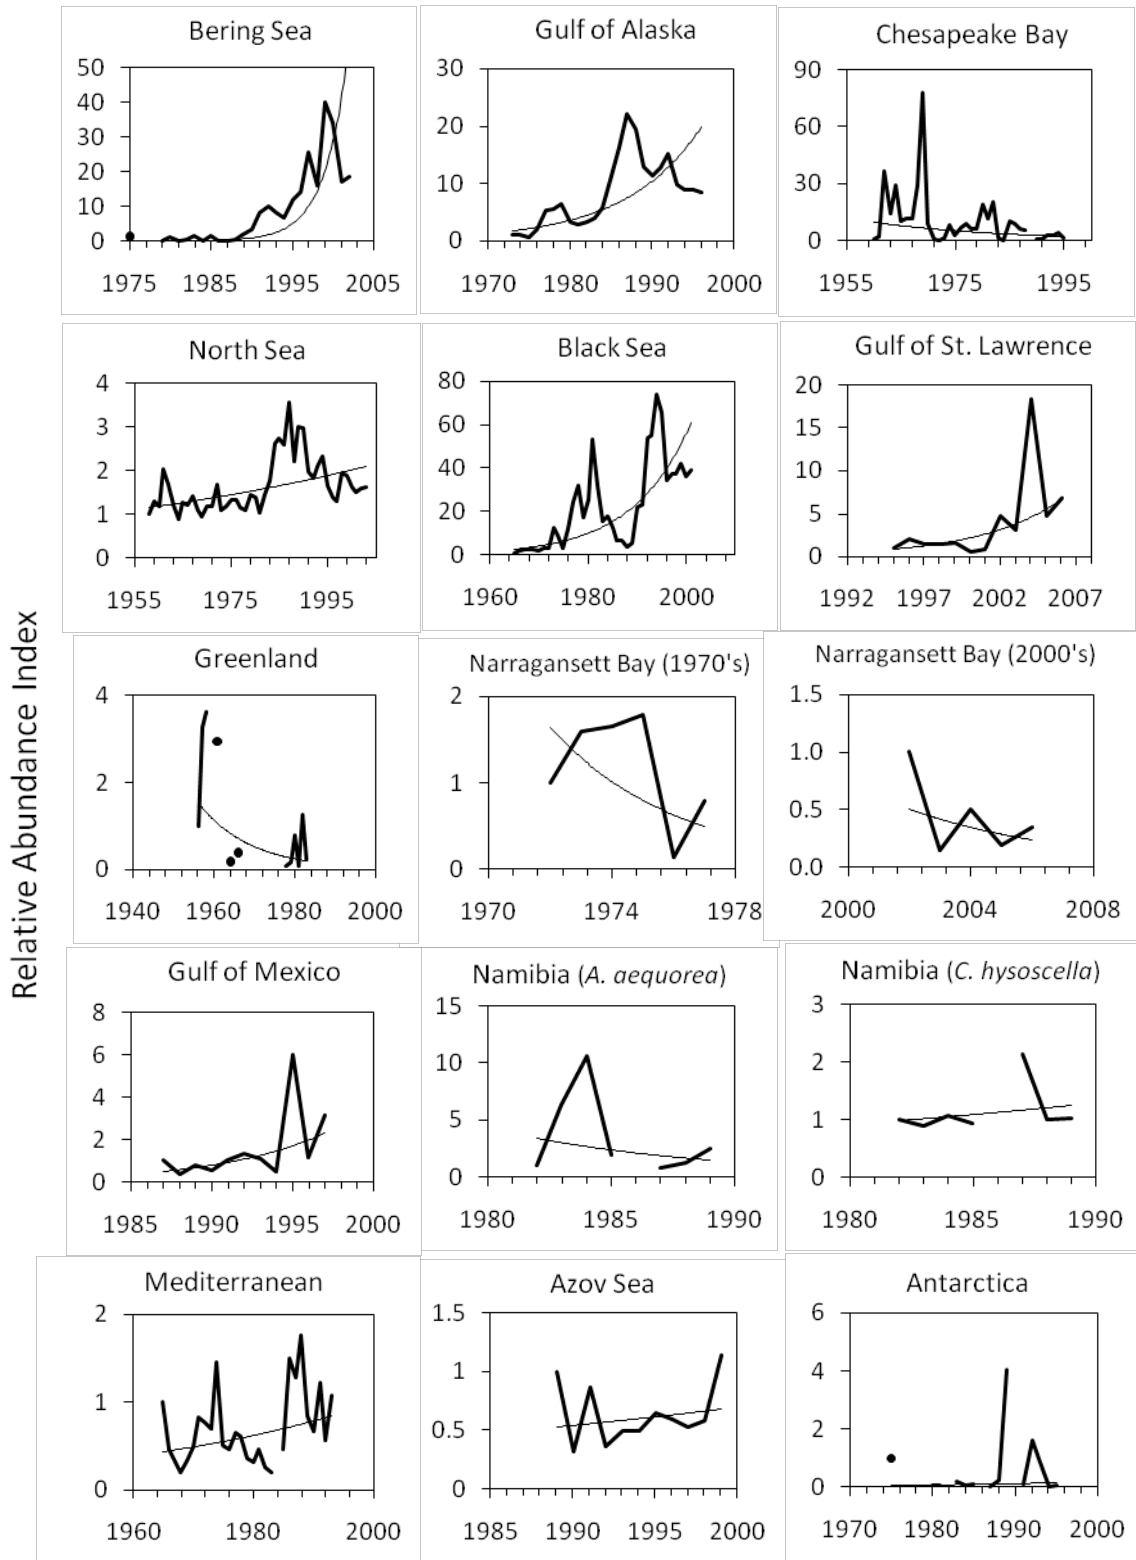 Relative Abundance Index
Bering Sea
50
40
30
20
10
0
1975 1985 1995 2005
Gulf of Alaska
30
20
10
0
1970 1980 1990 2000
Chesapeake Bay
90
60
30
0
1955 1975 1995
North Sea
4
3
2
1
0
1955 1975 1995
Black Sea
80
60
40
20
0
1960 1980 2000
Gulf of St. Lawrence
20
15
10
5
0
1992 1997 2002 2007
Greenland
4
2
0
1940 1960 1980 2000
Narragansett Bay (1970's)
2
1
0
1970 1974 1978
Narragansett Bay (2000's)
1.5
1.0
0.5
0.0
2000 2004 2008
Gulf of Mexico
8
6
4
2
0
1985 1990 1995 2000
Namibia (A. aequorea)
15
10
5
0
1980 1985 1990
Namibia (C. hysoscella)
3
2
1
0
1980 1985 1990
Mediterranean
2
1
0
1960 1980 2000
Azov Sea
1.5
1
0.5
0
1985 1990 1995 2000
Antarctica
6
4
2
0
1970 1980 1990 2000